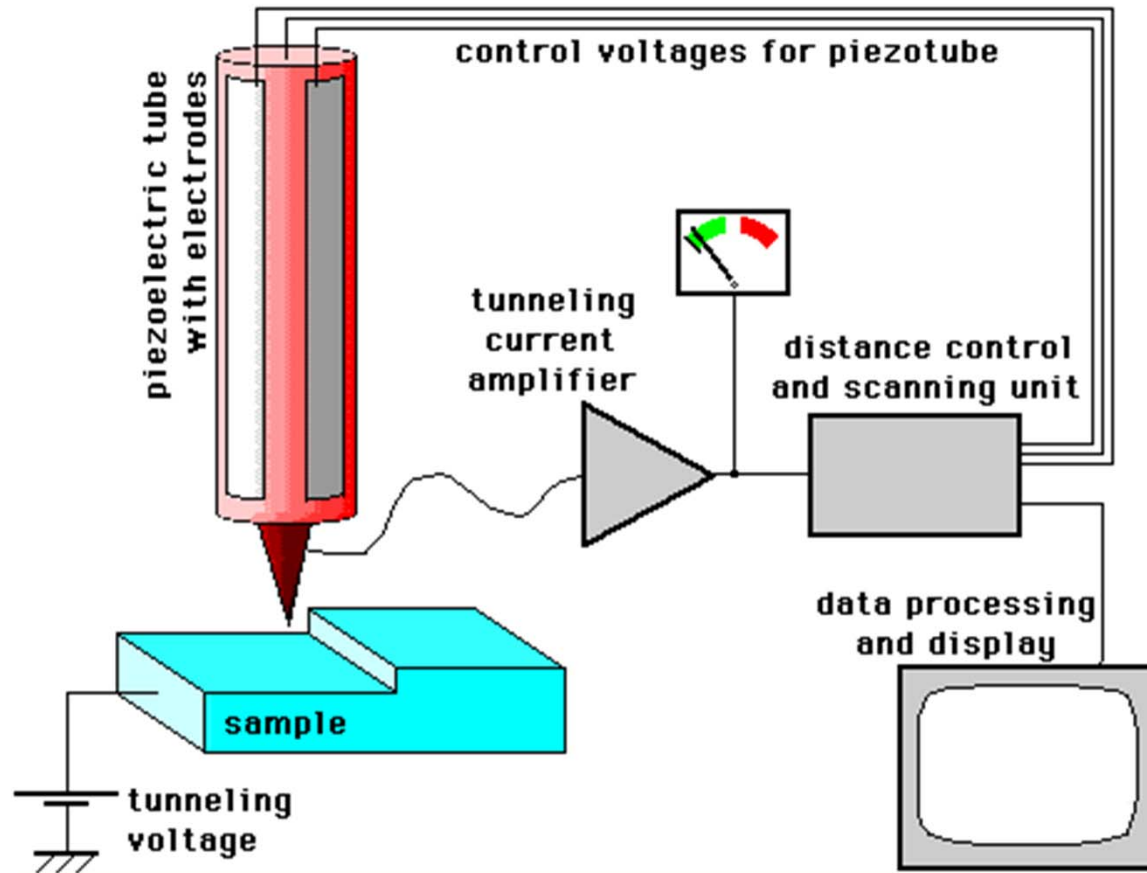 control voltages for piezotube
piezoelectric tube
with electrodes
tunneling
current
amplifier
distance control
and scanning unit
data processing
and display
sample
tunneling
voltage